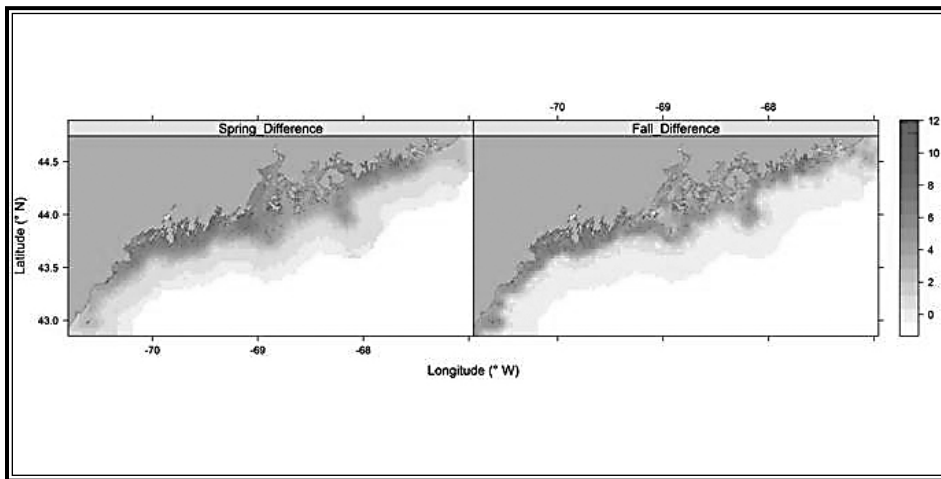 -70 -69 -68
Spring_Difference Fall_Difference
12
10
8
6
4
2
0
44.5
44.0
43.5
43.0
Latitude (° N)
-70 -69 -68
Longitude (° W)